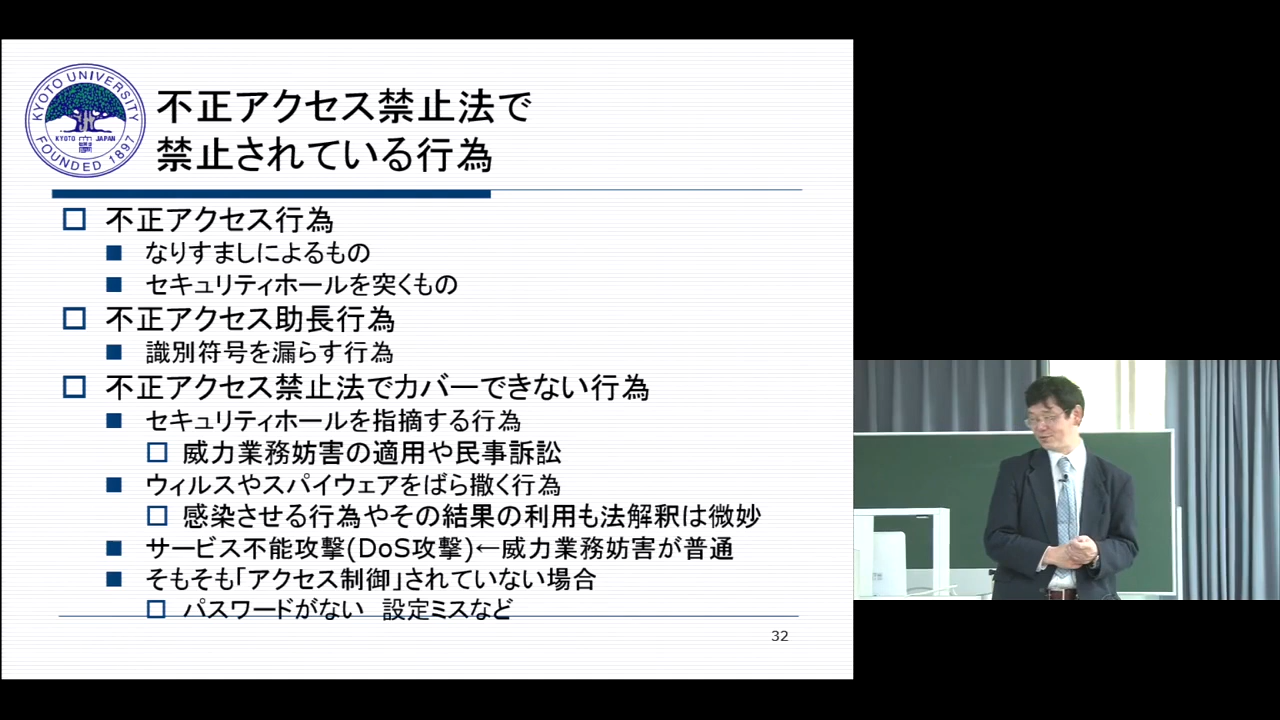 KYOTO UNIVERSITY
KYOTO JAPAN
FOUNDED 1897
不正アクセス禁止法で
禁止されている行為
不正アクセス行為
なりすましによるもの
セキュリティホールを突くもの
不正アクセス助長行為
識別符号を漏らす行為
不正アクセス禁止法でカバーできない行為
セキュリティホールを指摘する行為
威力業務妨害の適用や民事訴訟
ウィルスやスパイウェアをばら撒く行為
感染させる行為やその結果の利用も法解釈は微妙
サービス不能攻撃(DoS攻撃)←威力業務妨害が普通
そもそも「アクセス制御」されていない場合
パスワードがない 設定ミスなど
32